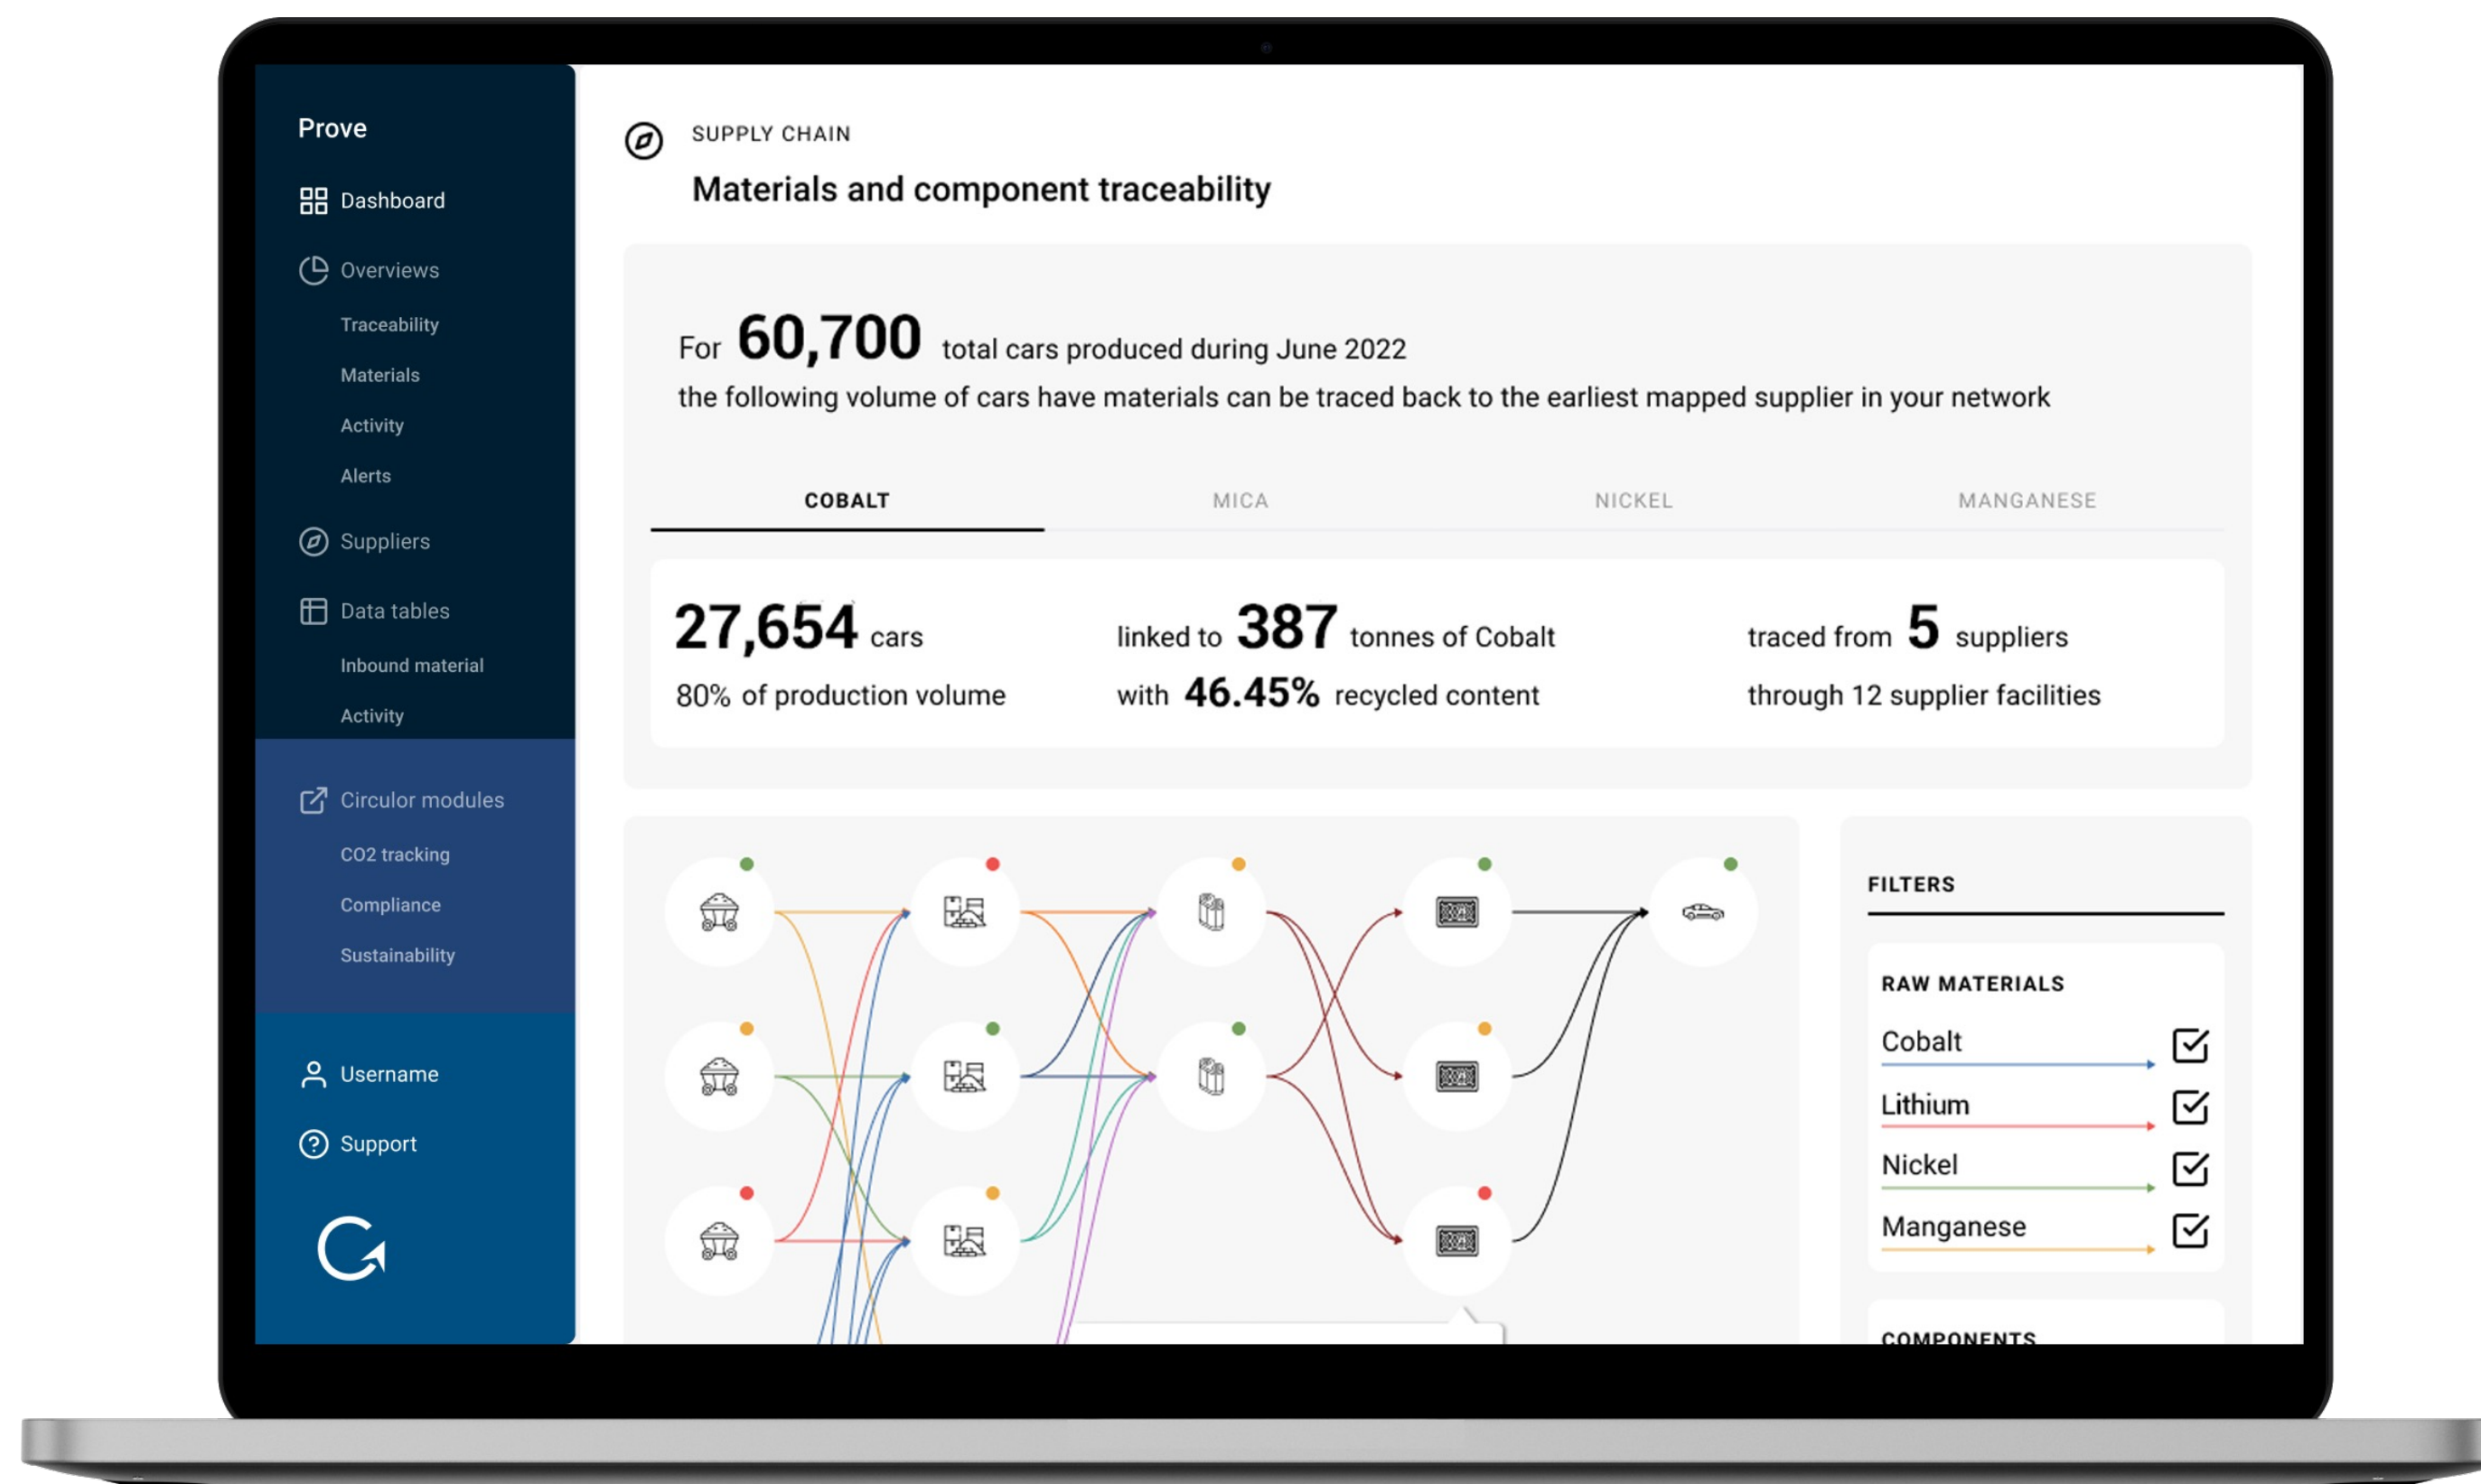 Prove
Dashboard
Overviews
Traceability
Materials
Activity
Alerts
Suppliers
Data tables
Inbound material
Activity
Circulor modules
CO2 tracking
Compliance
Sustainability
Username
Support
SUPPLY CHAIN
Materials and component traceability
For 60,700 total cars produced during June 2022
the following volume of cars have materials can be traced back to the earliest mapped supplier in your network
COBALT MICA NICKEL MANGANESE
27,654 cars
80% of production volume
linked to 387 tonnes of Cobalt
with 46.45% recycled content
traced from 5 suppliers
through 12 supplier facilities
FILTERS
RAW MATERIALS
Cobalt
Lithium
Nickel
Manganese
COMPONENTS